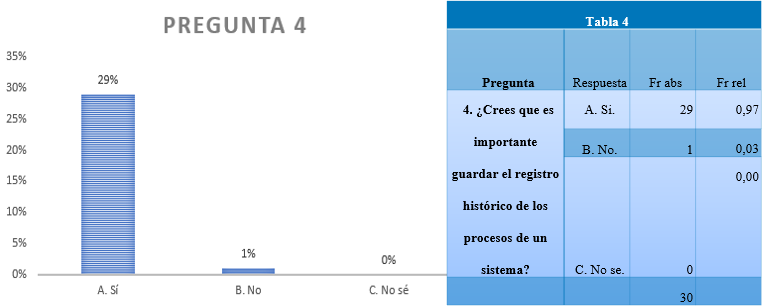 PREGUNTA 4
35%
30%
25%
20%
15%
10%
5%
0%
29%
1%
0%
A. Sí
B. No
C. No sé
Tabla 4
Pregunta Respuesta Fr abs Fr rel
4. ¿Crees que es A. Si. 29 0,97
importante
B. No. 1 0,03
guardar el registro 0,00
histórico de los
procesos de un
sistema? C. No se. 0
30